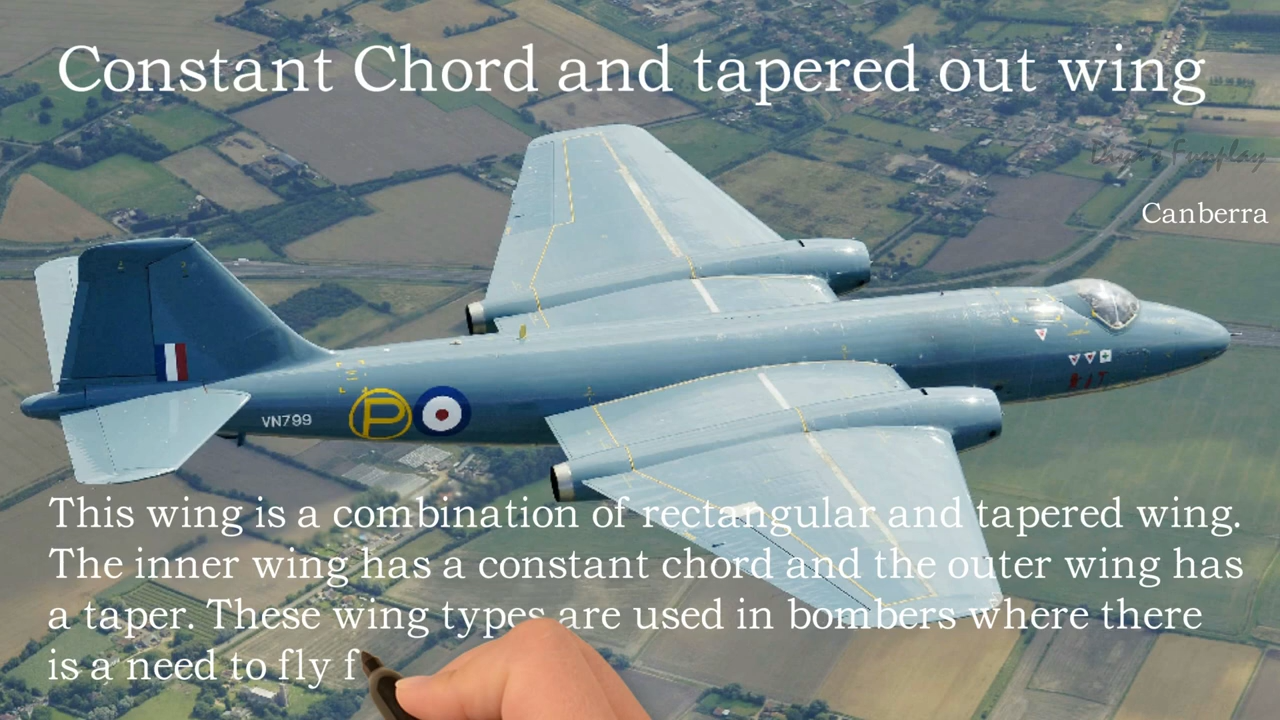 Constant Chord and tapered out wing
Canberra
VN799
P
This wing is a combination of rectangular and tapered wing.
The inner wing has a constant chord and the outer wing has
a taper. These wing types are used in bombers where there
is a need to fly f